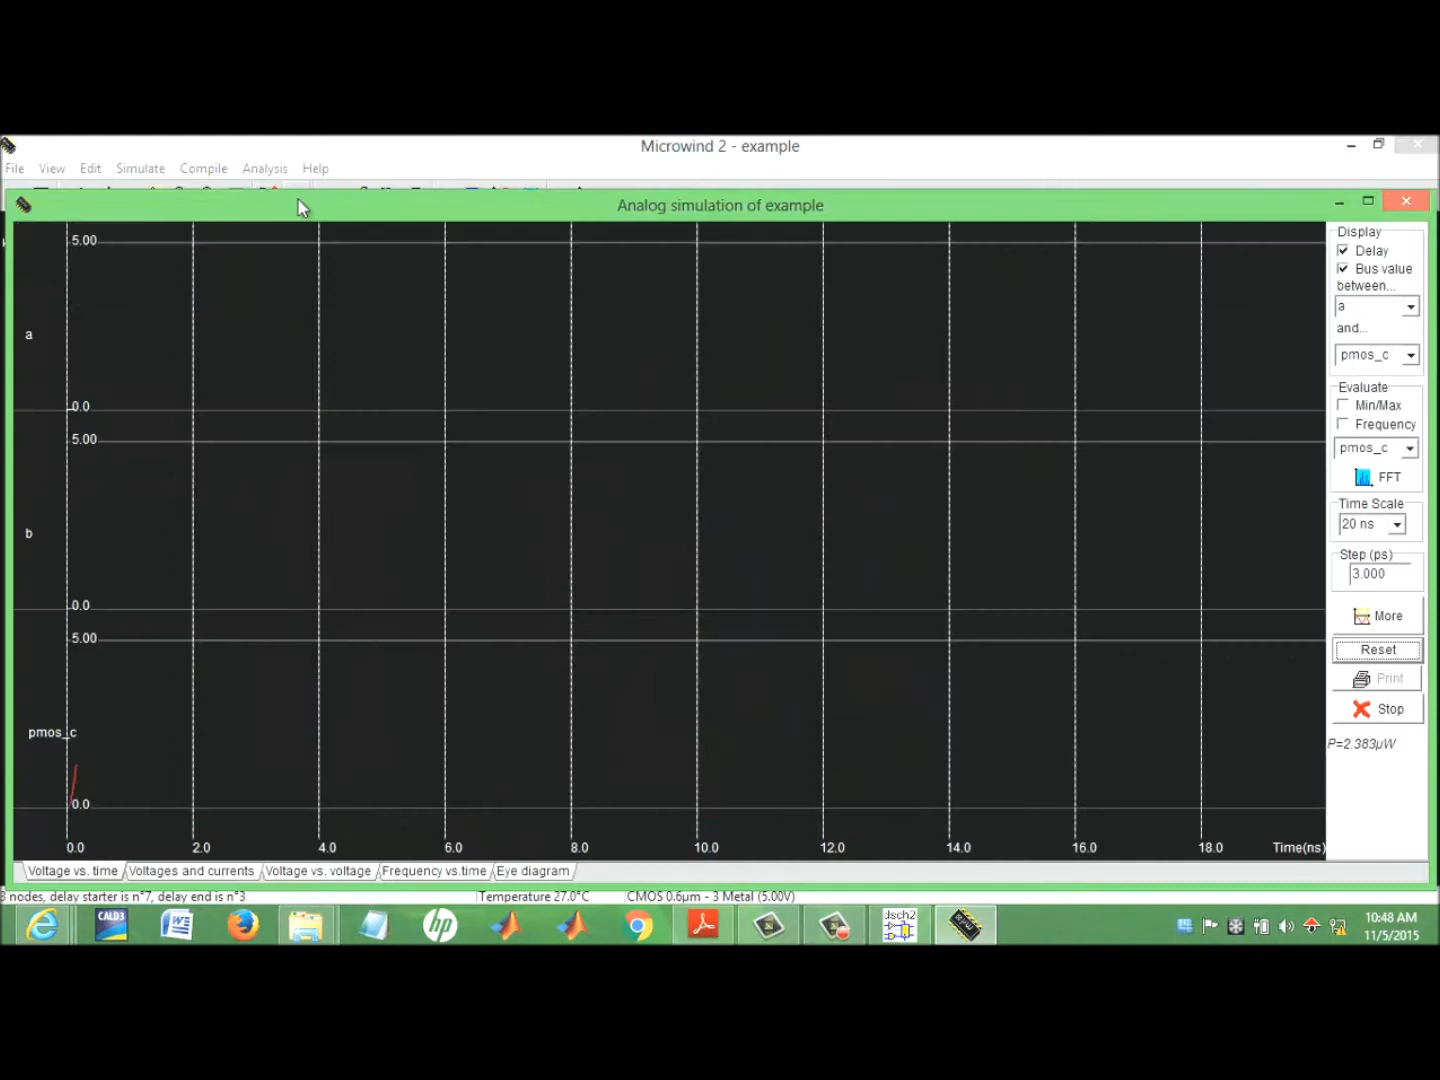 Microwind 2 - example
File View Edit Simulate Compile Analysis Help
Analog simulation of example
5.00
a
0.0
5.00
b
0.0
5.00
pmos_c
0.0
0.0 2.0 4.0 6.0 8.0 10.0 12.0 14.0 16.0 18.0 Time(ns)
Display
Delay
Bus value
between...
a
and...
pmos_c
Evaluate
Min/Max
Frequency
pmos_c
FFT
Time Scale
20 ns
Step (ps)
3.000
More
Reset
Print
Stop
P=2.383µW
Voltage vs. time Voltages and currents Voltage vs. voltage Frequency vs.time Eye diagram
nodes, delay starter is n°7, delay end is n°3 Temperature 27.0°C CMOS 0.6µm - 3 Metal (5.00V)
CALD3
hp
dsch2
10:48 AM
11/5/2015